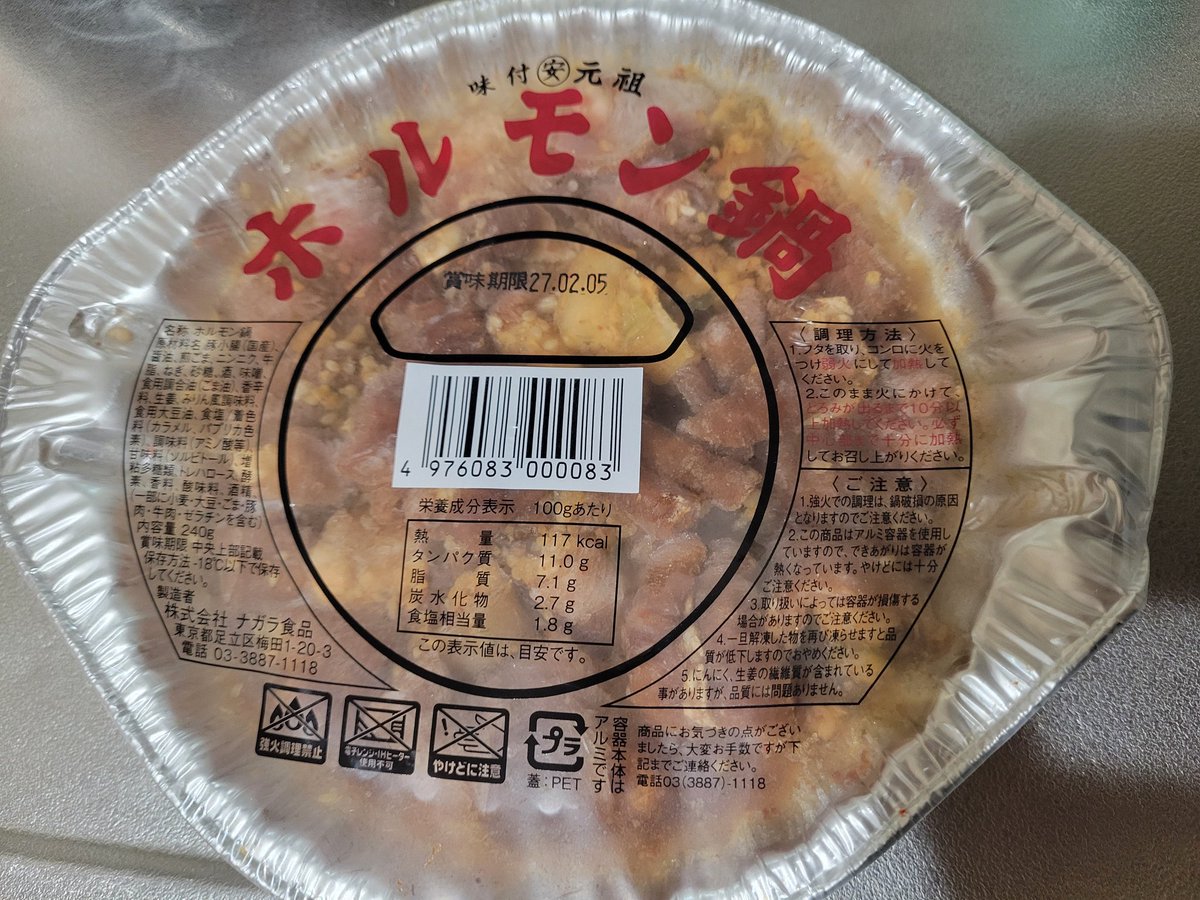 味付安元祖
ホルモン鍋
賞味期限27.02.05
名称 ホルモン鍋
原材料名 豚小腸(国産)、
醤油、煎ごま、ニンニク、牛
脂、ねぎ、砂糖、酒、味噌、
食用調合油(ごま油)、香辛
料、生姜、みりん風調味料、
食用大豆油、食塩/着色
料(カラメル、パプリカ色
素)、調味料(アミノ酸等)、
甘味料(ソルビトール)、増
粘多糖類、トレハロース、酵
素、香料、酸味料、酒精、
(一部に小麦・大豆・ごま・豚
肉・牛肉・ゼラチンを含む)
内容量 240g
賞味期限 中央上部記載
保存方法 -18℃以下で保存
してください。
製造者
株式会社 ナガラ食品
東京都足立区梅田1-20-3
電話 03-3887-1118
4 976083 000083
栄養成分表示 100gあたり
熱量 117 kcal
タンパク質 11.0 g
脂質 7.1 g
炭水化物 2.7 g
食塩相当量 1.8 g
この表示値は、目安です。
〈調理方法〉
1.フタを取り、コンロに火を
つけ弱火にして加熱して
ください。
2.このまま火にかけて、
とろみが出るまで10分以
上加熱してください。必ず
中心部まで十分に加熱
してお召し上がりください。
〈ご注意〉
1.強火での調理は、鍋破損の原因
となりますのでご注意ください。
2.この商品はアルミ容器を使用し
ていますので、できあがりは容器が
熱くなっています。やけどには十分
ご注意ください。
3.取り扱いによっては容器が損傷する
場合がありますのでご注意ください。
4.一旦解凍した物を再び凍らせますと品
質が低下しますのでおやめください。
5.にんにく、生姜の繊維質が含まれている
事がありますが、品質には問題ありません。
強火調理禁止
電子レンジ・IHヒーター
使用不可
やけどに注意
プラ
蓋：PET
容器本体は
アルミです
商品にお気づきの点がござい
ましたら、大変お手数ですが下
記までご連絡ください。
電話03(3887)-1118